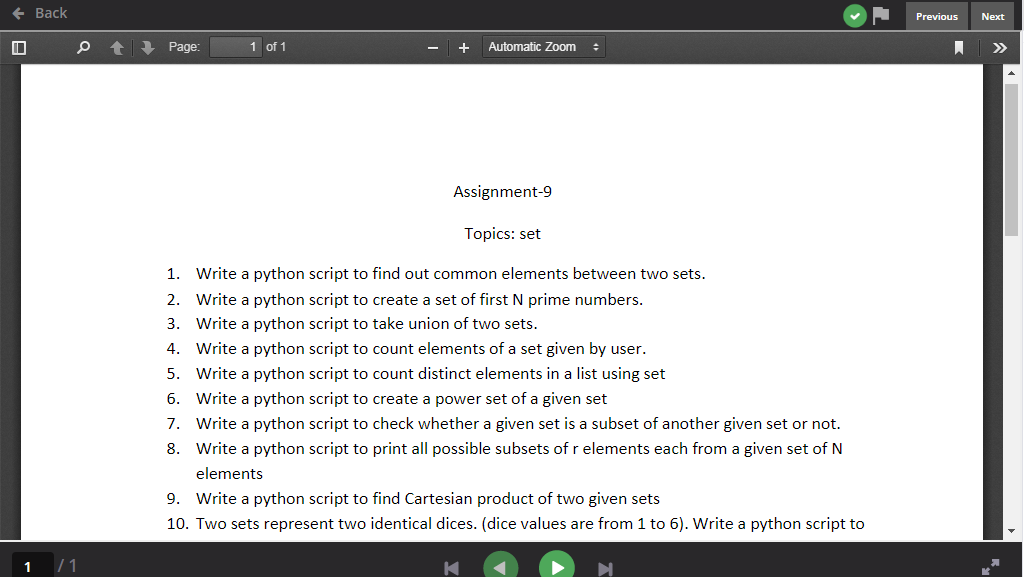 Back
Previous
Next
Page: 1 of 1
Automatic Zoom
Assignment-9
Topics: set
1. Write a python script to find out common elements between two sets.
2. Write a python script to create a set of first N prime numbers.
3. Write a python script to take union of two sets.
4. Write a python script to count elements of a set given by user.
5. Write a python script to count distinct elements in a list using set
6. Write a python script to create a power set of a given set
7. Write a python script to check whether a given set is a subset of another given set or not.
8. Write a python script to print all possible subsets of r elements each from a given set of N
elements
9. Write a python script to find Cartesian product of two given sets
10. Two sets represent two identical dices. (dice values are from 1 to 6). Write a python script to
1 / 1